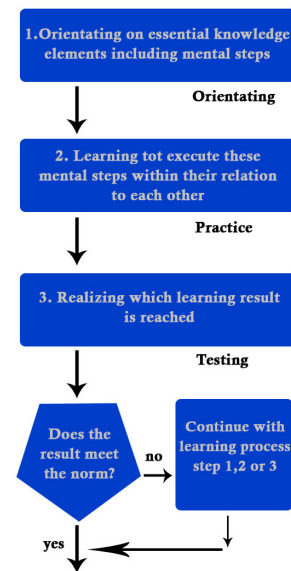 1.Orientating on essential knowledge
elements including mental steps
Orientating
2. Learning tot execute these
mental steps within their relation
to each other
Practice
3. Realizing which learning result
is reached
Testing
Does the
result meet
the norm?
no
Continue with
learning process
step 1,2 or 3
yes